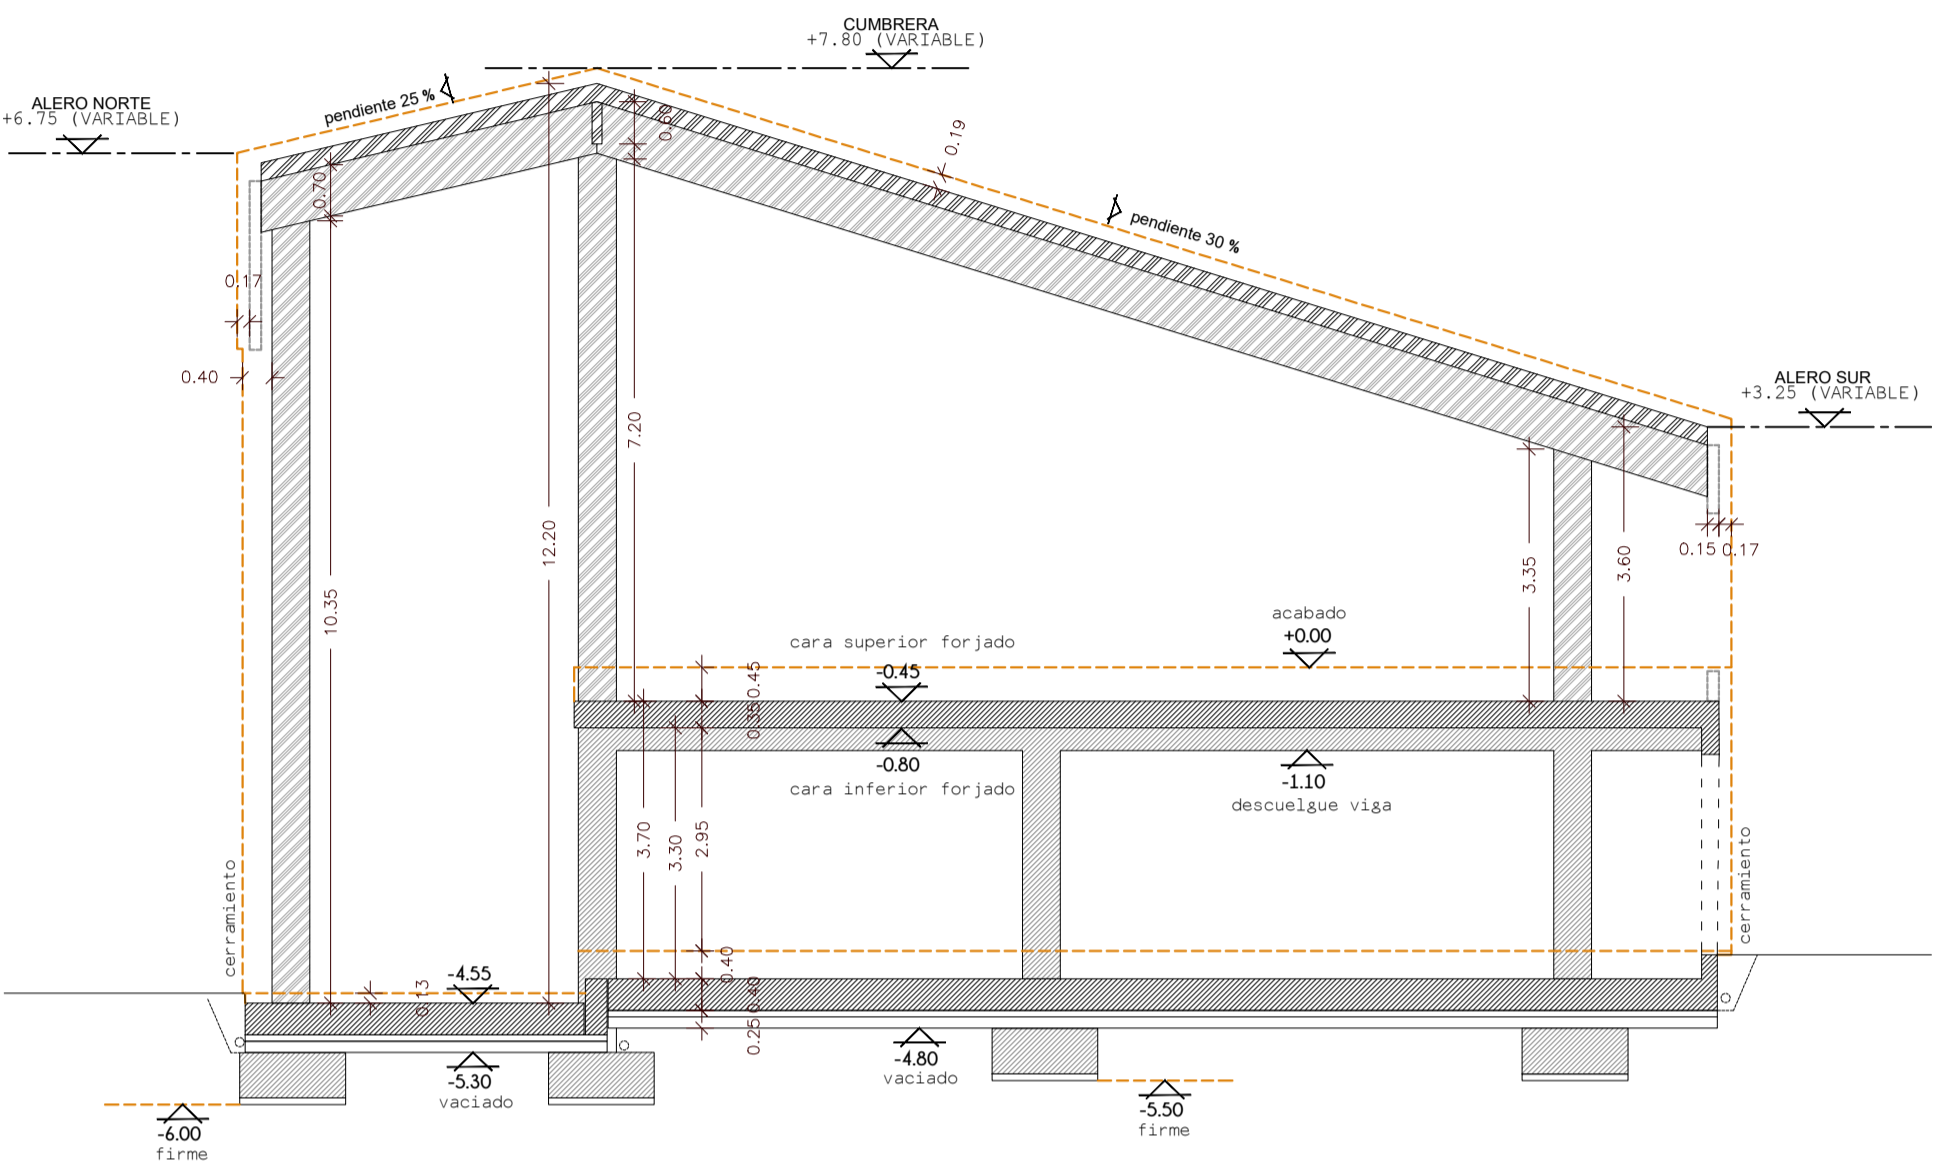 CUMBRERA
+7.80 (VARIABLE)
ALERO NORTE
+6.75 (VARIABLE)
pendiente 25 %
0.60
0.19
0.70
pendiente 30 %
0.17
0.40
ALERO SUR
+3.25 (VARIABLE)
7.20
12.20
10.35
3.35
3.60
0.15
0.17
acabado
+0.00
cara superior forjado
-0.45
0.45
0.35
-0.80
cara inferior forjado
-1.10
descuelgue viga
3.70
3.30
2.95
cerramiento
cerramiento
-4.55
0.13
0.40
0.40
0.25
-4.80
vaciado
-5.30
vaciado
-5.50
firme
-6.00
firme